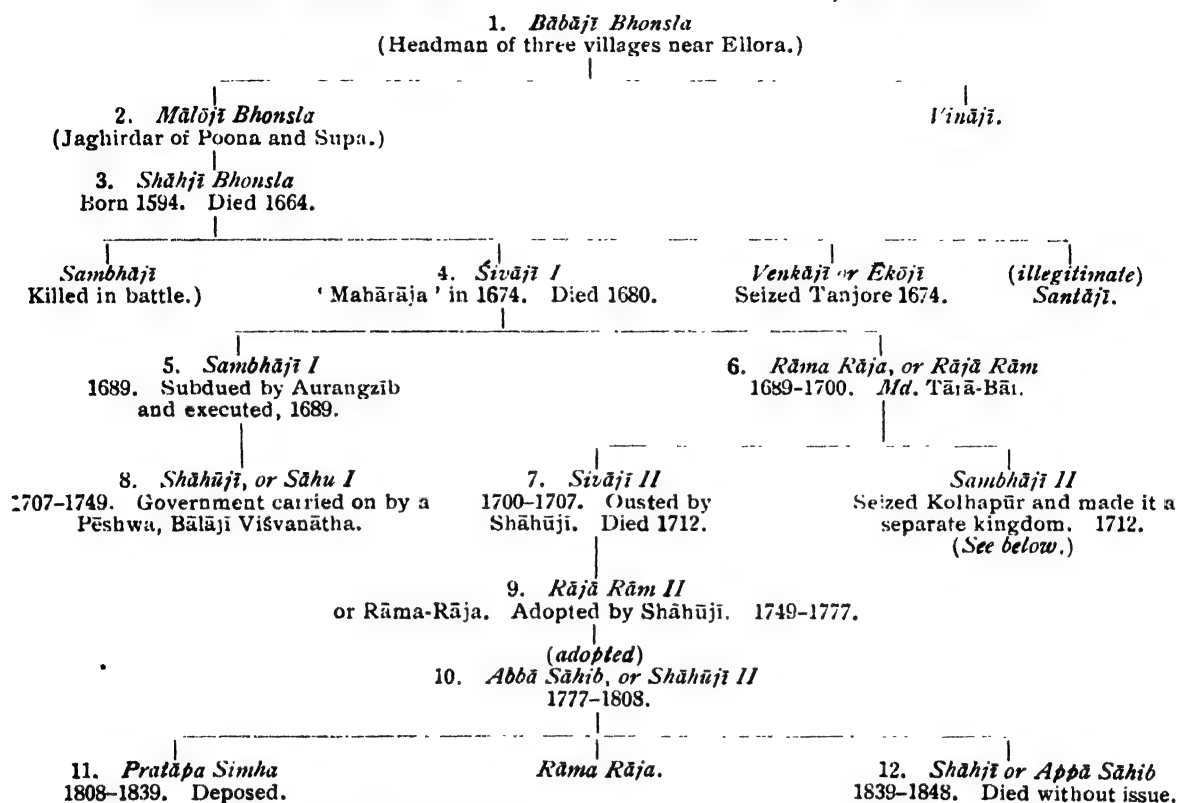 1. Bābājī Bhonsla
(Headman of three villages near Ellora.)
2. Mālōjī Bhonsla
Vināji.
(Jaghirdar of Poona and Supa.)
3. Shāhjī Bhonsla
Born 1594. Died 1664.
Sambhājī
4. Śivājī I
Venkājī or Ēkōjī
(illegitimate)
Killed in battle.)
' Mahārāja ' in 1674. Died 1680.
Seized Tanjore 1674.
Santājī.
5. Sambhājī I
6. Rāma Rāja, or Rājā Rām
1689. Subdued by Aurangzīb
1689-1700. Md. Tārā-Bāi.
and executed, 1689.
8. Shāhūjī, or Sāhu I
7. Sivājī II
Sambhājī II
1707-1749. Government carried on by a
1700-1707. Ousted by
Seized Kolhapūr and made it a
Pēshwa, Bālājī Viśvanātha.
Shāhūjī. Died 1712.
separate kingdom. 1712.
(See below.)
9. Rājā Rām II
or Rāma-Rāja. Adopted by Shāhūjī. 1749-1777.
(adopted)
10. Abbā Sāhib, or Shāhūjī II
1777-1808.
11. Pratāpa Simha
Rāma Rāja.
12. Shāhjī or Appā Sāhib
1808-1839. Deposed.
1839-1848. Died without issue.